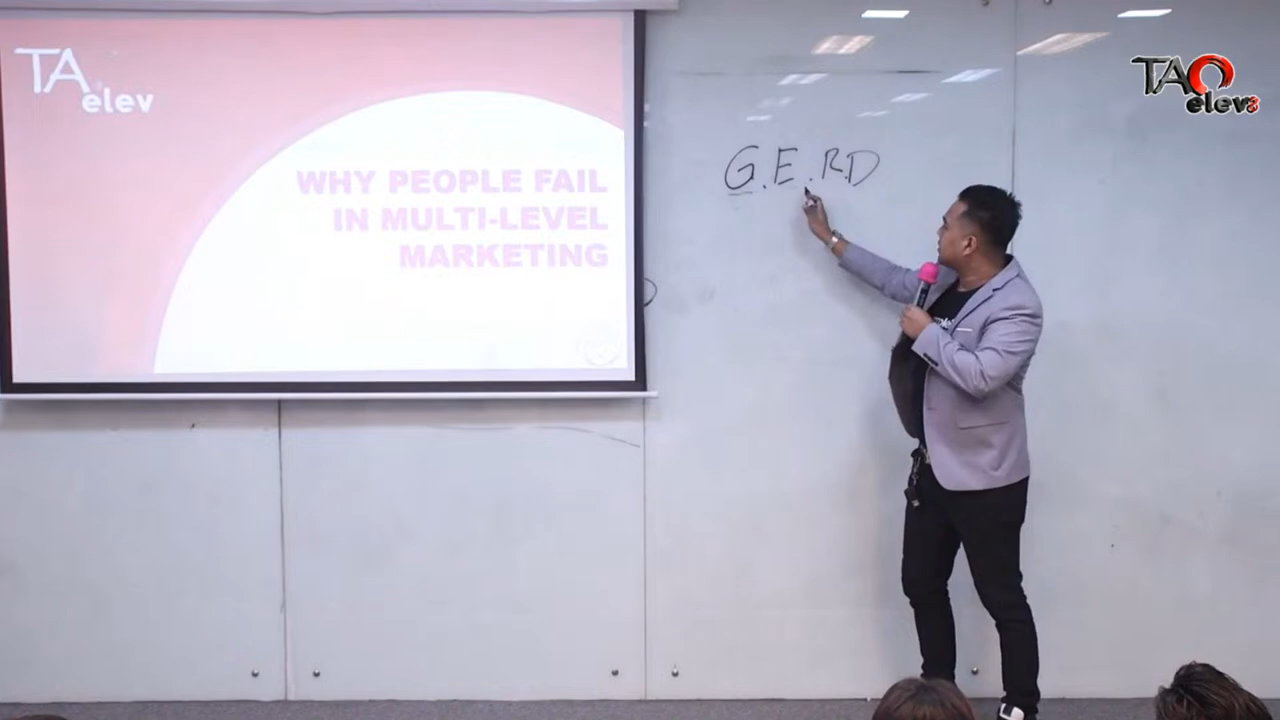 TA
elev
WHY PEOPLE FAIL
IN MULTI-LEVEL
MARKETING
G.E.R.D
TAO
elev8